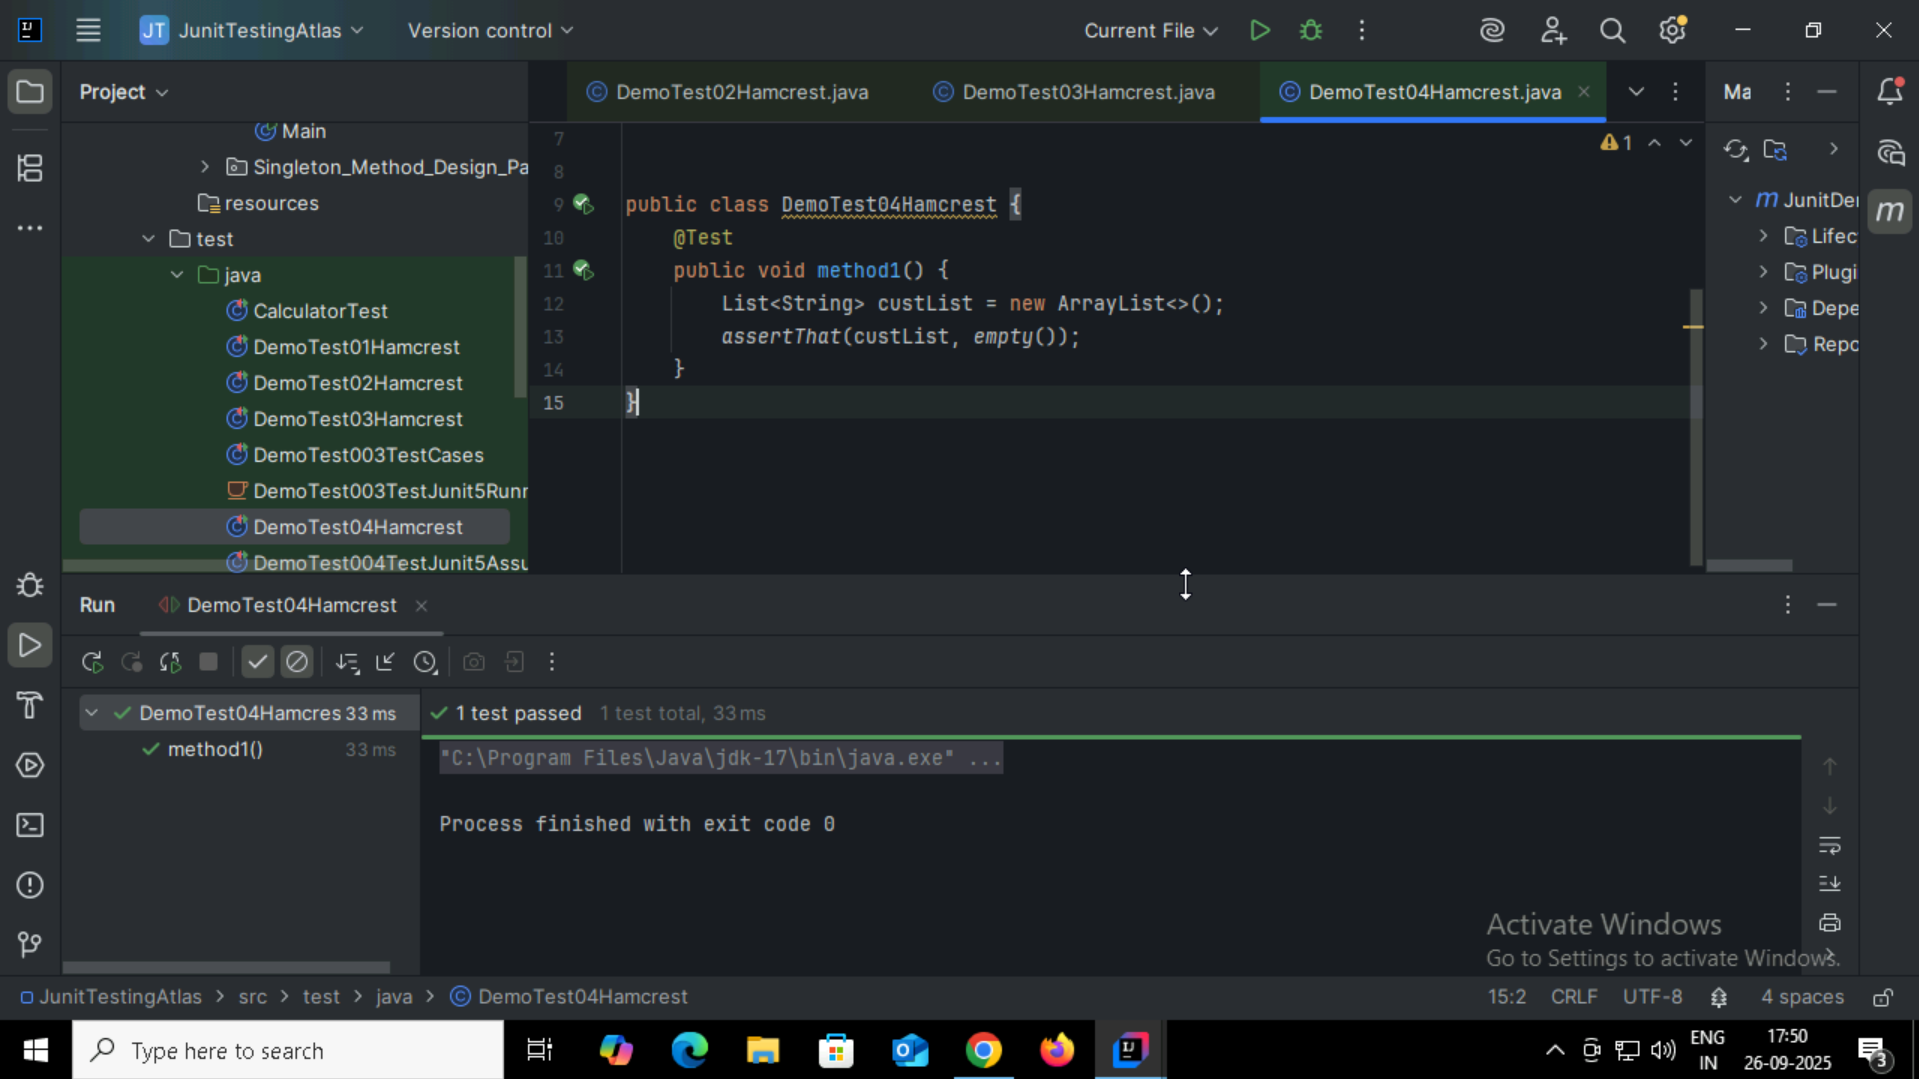 JT JunitTestingAtlas
Version control
Current File
Project
DemoTest02Hamcrest.java
DemoTest03Hamcrest.java
DemoTest04Hamcrest.java
Ma
Main
Singleton_Method_Design_Pa
resources
test
java
CalculatorTest
DemoTest01Hamcrest
DemoTest02Hamcrest
DemoTest03Hamcrest
DemoTest003TestCases
DemoTest003TestJunit5Runn
DemoTest04Hamcrest
DemoTest004TestJunit5Assu
7
8
9 public class DemoTest04Hamcrest {
10 @Test
11 public void method1() {
12 List<String> custList = new ArrayList<>();
13 assertThat(custList, empty());
14 }
15 }
1
m JunitDe
Lifec
Plugi
Depe
Repo
m
Run
DemoTest04Hamcrest
DemoTest04Hamcres 33 ms
method1() 33 ms
1 test passed 1 test total, 33 ms
"C:\Program Files\Java\jdk-17\bin\java.exe" ...
Process finished with exit code 0
Activate Windows
Go to Settings to activate Windows.
JunitTestingAtlas > src > test > java > DemoTest04Hamcrest
15:2 CRLF UTF-8 4 spaces
Type here to search
ENG
IN
17:50
26-09-2025
3